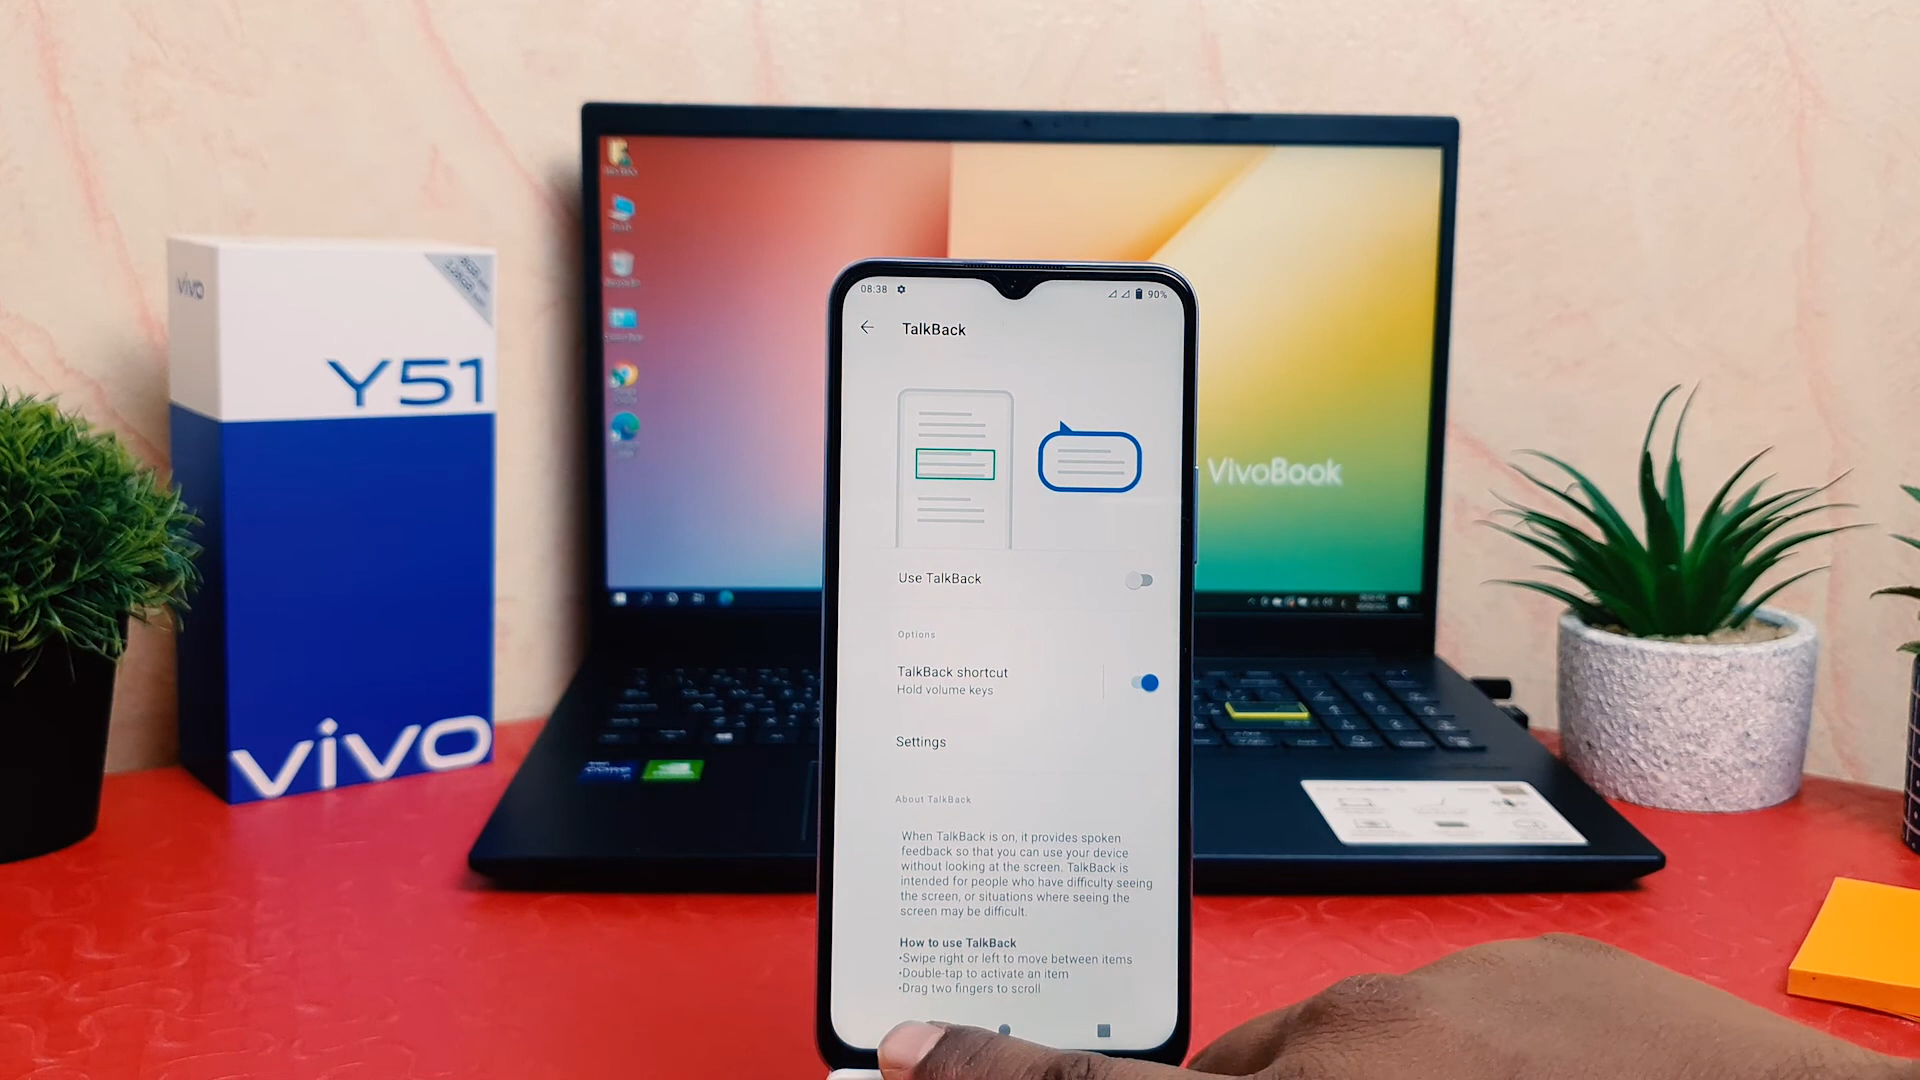 vivo
Y51
vivo
VivoBook
08:38
90%
TalkBack
Use TalkBack
Options
TalkBack shortcut
Hold volume keys
Settings
About TalkBack
When TalkBack is on, it provides spoken
feedback so that you can use your device
without looking at the screen. TalkBack is
intended for people who have difficulty seeing
the screen, or situations where seeing the
screen may be difficult.
How to use TalkBack
•Swipe right or left to move between items
•Double-tap to activate an item
•Drag two fingers to scroll